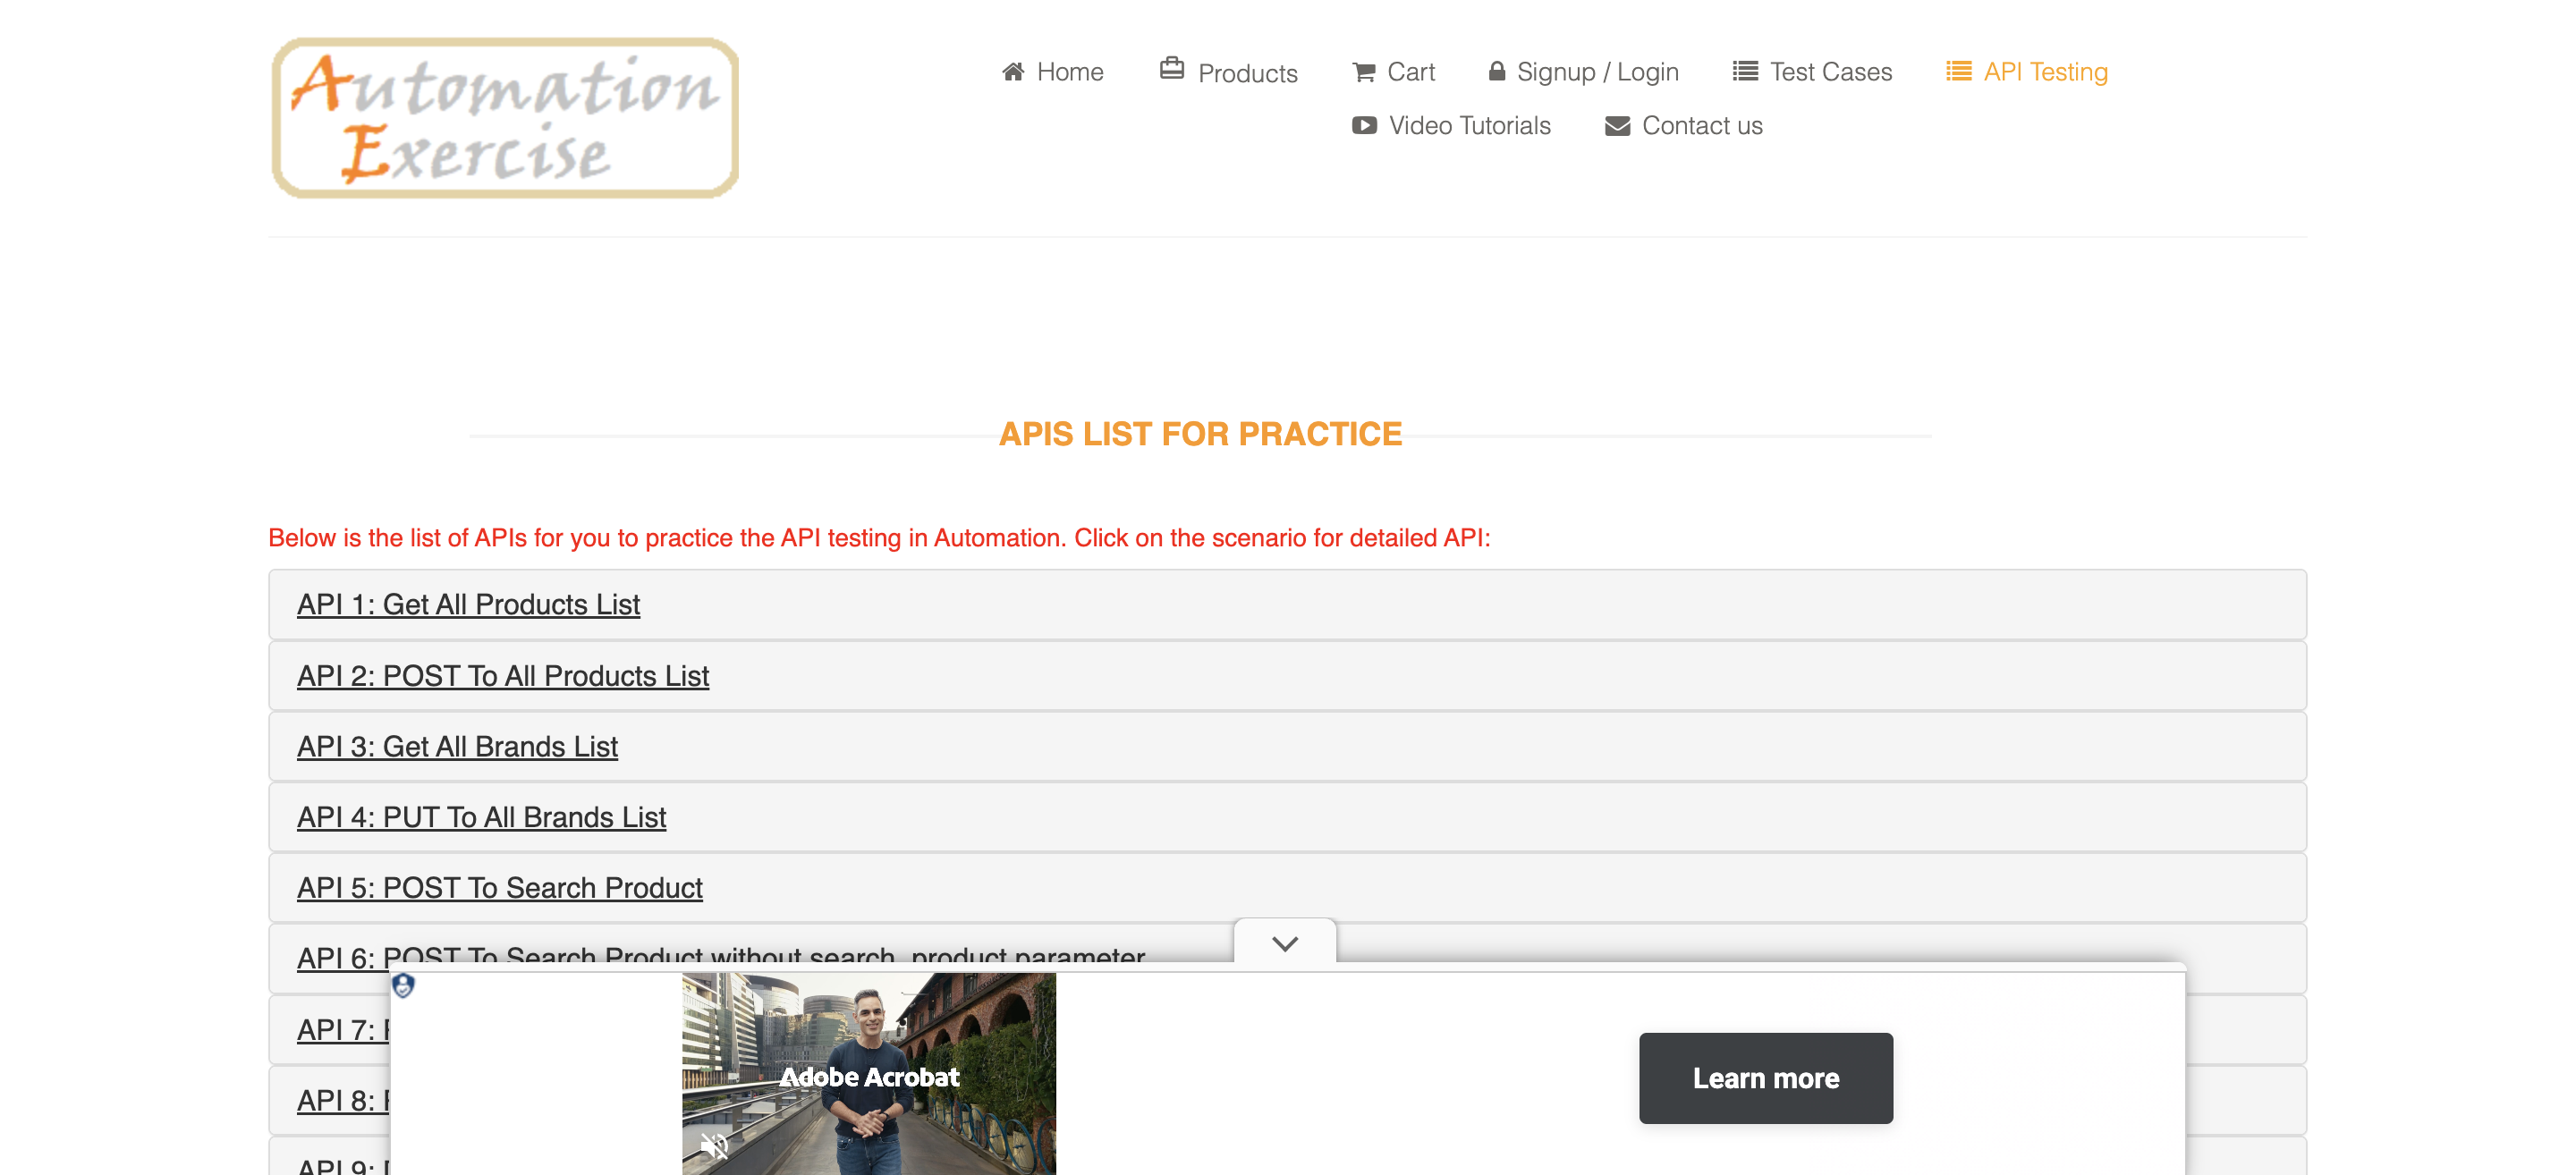 Automation
Exercise
Home
Products
Cart
Signup / Login
Test Cases
API Testing
Video Tutorials
Contact us
APIS LIST FOR PRACTICE
Below is the list of APIs for you to practice the API testing in Automation. Click on the scenario for detailed API:
API 1: Get All Products List
API 2: POST To All Products List
API 3: Get All Brands List
API 4: PUT To All Brands List
API 5: POST To Search Product
API 6: POST To Search Product without search_product parameter
API 7:
API 8:
API 9:
Adobe Acrobat
Learn more